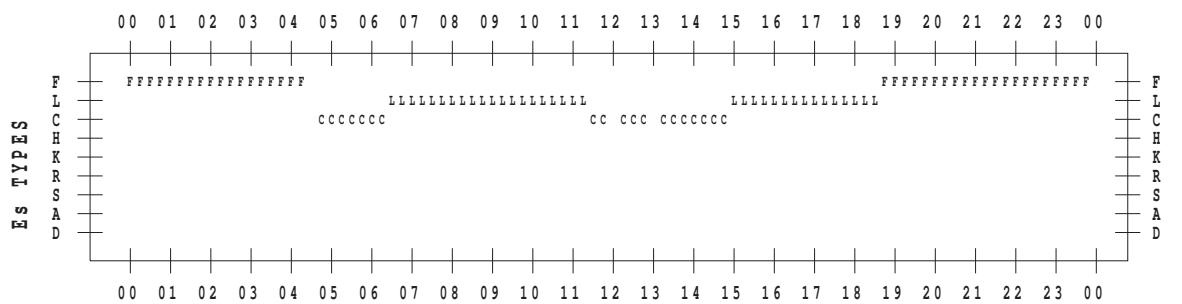 00 01 02 03 04 05 06 07 08 09 10 11 12 13 14 15 16 17 18 19 20 21 22 23 00
F FFFFFFFFFFFFFFFFFF FFFFFFFFFFFFFFFFFFFFF F
L LLLLLLLLLLLLLLLLLLLL LLLLLLLLLLLLLLL L
C CCCCCCC CC CCC CCCCCCC C
H H
K K
R R
S S
A A
D D
Es TYPES
00 01 02 03 04 05 06 07 08 09 10 11 12 13 14 15 16 17 18 19 20 21 22 23 00